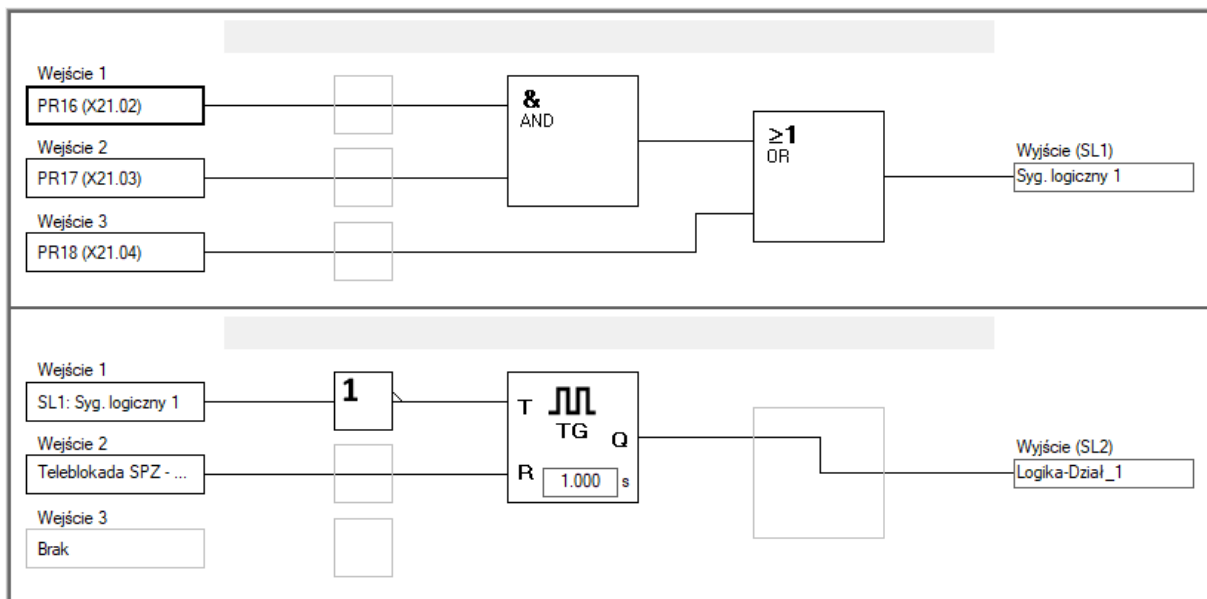 Wejście 1
PR16 (X21.02)
Wejście 2
PR17 (X21.03)
Wejście 3
PR18 (X21.04)
&
AND
≥1
OR
Wyjście (SL1)
Syg. logiczny 1
Wejście 1
SL1: Syg. logiczny 1
Wejście 2
Teleblokada SPZ - ...
Wejście 3
Brak
1
T
TG
Q
R
1.000 s
Wyjście (SL2)
Logika-Dział_1